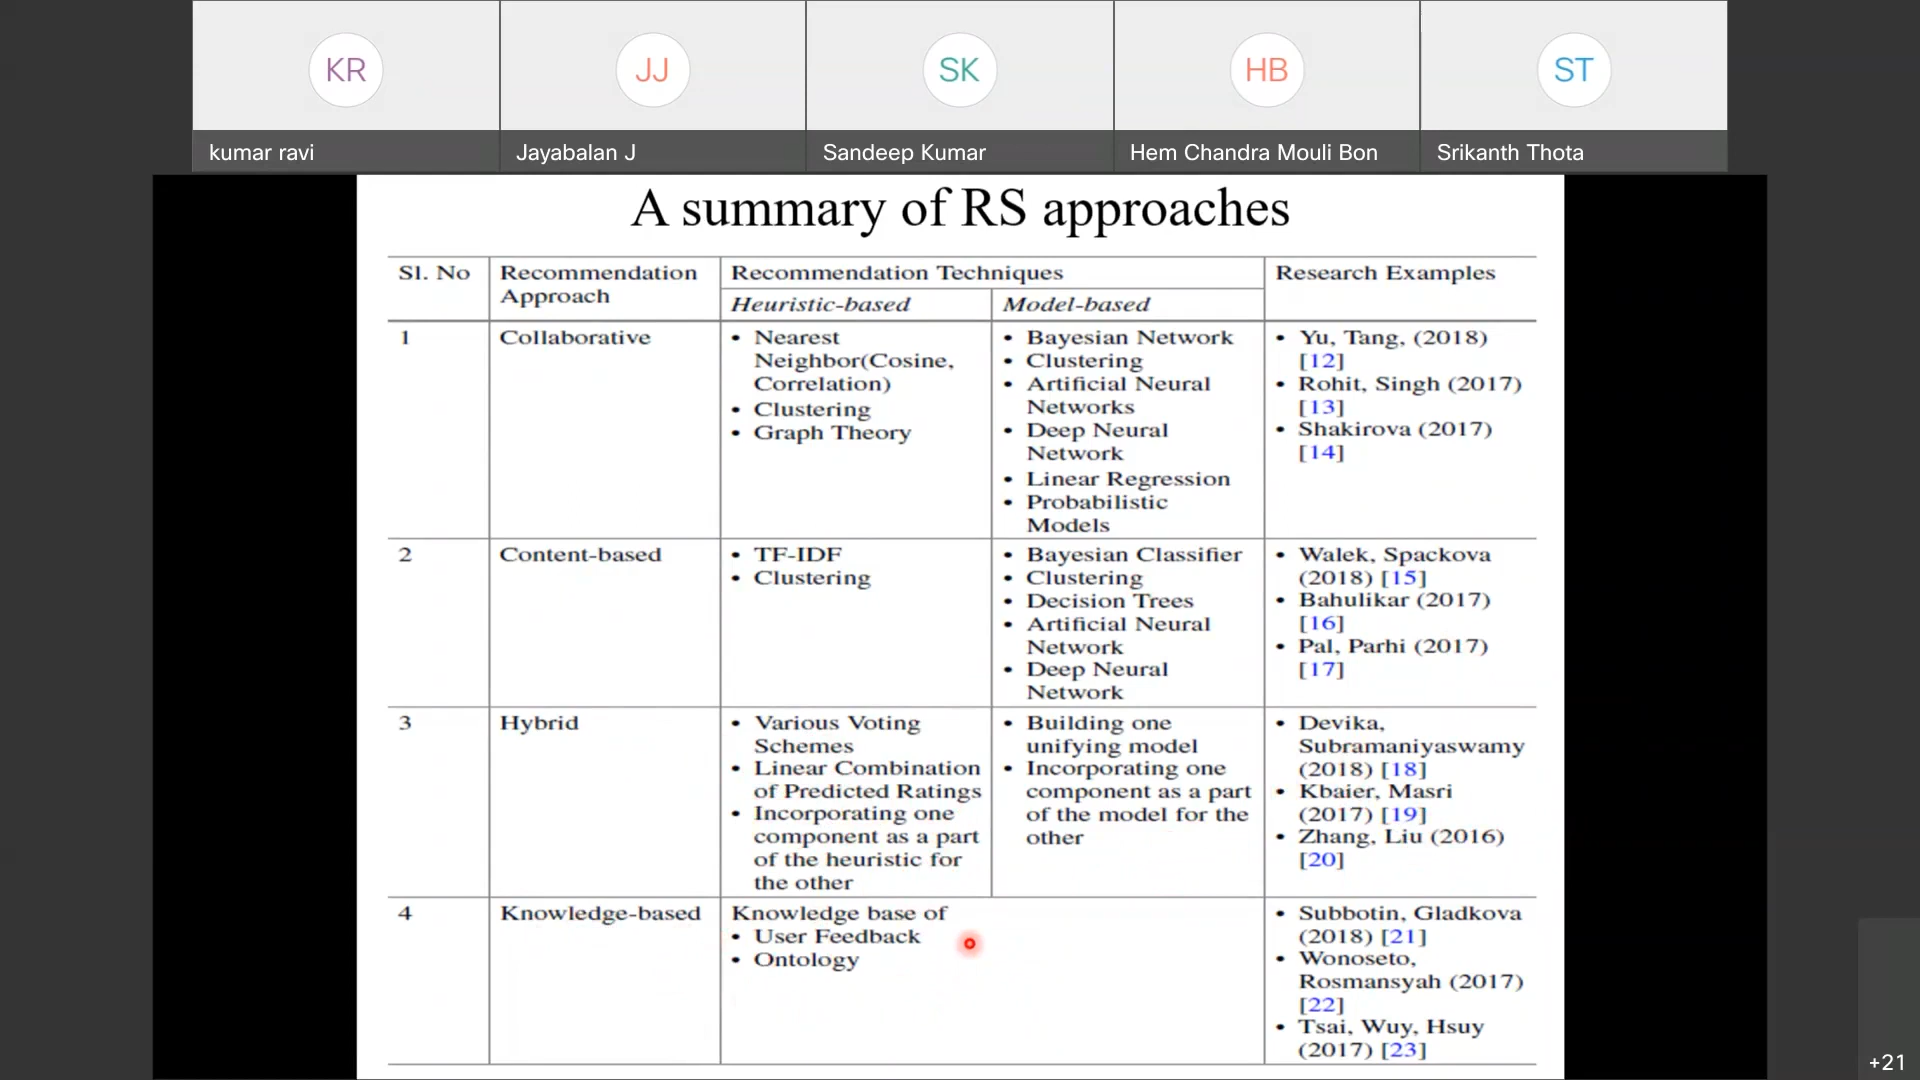 KR
JJ
SK
HB
ST
kumar ravi
Jayabalan J
Sandeep Kumar
Hem Chandra Mouli Bon
Srikanth Thota
A summary of RS approaches
Sl. No
Recommendation
Approach
Recommendation Techniques
Research Examples
Heuristic-based
Model-based
1
Collaborative
• Nearest
Neighbor(Cosine,
Correlation)
• Clustering
• Graph Theory
• Bayesian Network
• Clustering
• Artificial Neural
Networks
• Deep Neural
Network
• Linear Regression
• Probabilistic
Models
• Yu, Tang, (2018)
[12]
• Rohit, Singh (2017)
[13]
• Shakirova (2017)
[14]
2
Content-based
• TF-IDF
• Clustering
• Bayesian Classifier
• Clustering
• Decision Trees
• Artificial Neural
Network
• Deep Neural
Network
• Walek, Spackova
(2018) [15]
• Bahulikar (2017)
[16]
• Pal, Parhi (2017)
[17]
3
Hybrid
• Various Voting
Schemes
• Linear Combination
of Predicted Ratings
• Incorporating one
component as a part
of the heuristic for
the other
• Building one
unifying model
• Incorporating one
component as a part
of the model for the
other
• Devika,
Subramaniyaswamy
(2018) [18]
• Kbaier, Masri
(2017) [19]
• Zhang, Liu (2016)
[20]
4
Knowledge-based
Knowledge base of
• User Feedback
• Ontology
• Subbotin, Gladkova
(2018) [21]
• Wonoseto,
Rosmansyah (2017)
[22]
• Tsai, Wuy, Hsuy
(2017) [23]
+21